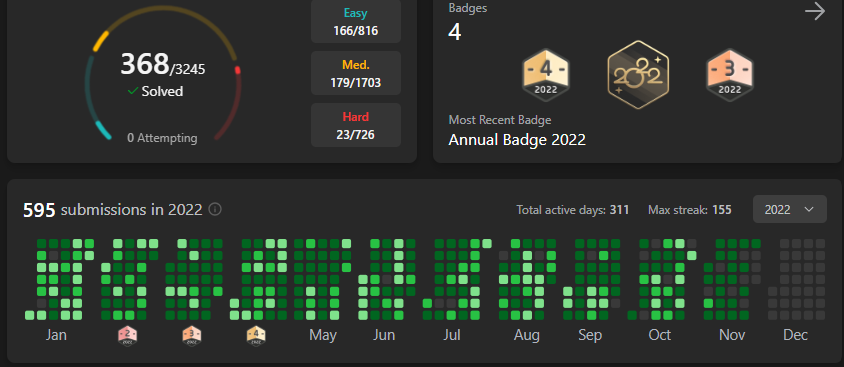 368/3245
Solved
0 Attempting
Easy
166/816
Med.
179/1703
Hard
23/726
Badges
4
4
2022
2022
3
2022
Most Recent Badge
Annual Badge 2022
595 submissions in 2022
Total active days: 311 Max streak: 155 2022
Jan 2 3 4 May Jun Jul Aug Sep Oct Nov Dec